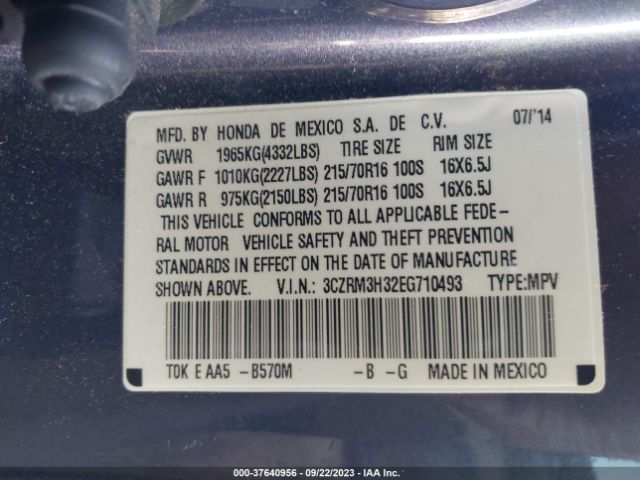 MFD. BY HONDA DE MEXICO S.A. DE C.V. 07/'14
GVWR 1965KG(4332LBS) TIRE SIZE RIM SIZE
GAWR F 1010KG(2227LBS) 215/70R16 100S 16X6.5J
GAWR R 975KG(2150LBS) 215/70R16 100S 16X6.5J
THIS VEHICLE CONFORMS TO ALL APPLICABLE FEDE-
RAL MOTOR VEHICLE SAFETY AND THEFT PREVENTION
STANDARDS IN EFFECT ON THE DATE OF MANUFACTURE
SHOWN ABOVE. V.I.N.: 3CZRM3H32EG710493 TYPE:MPV
T0K E AA5 -B570M -B -G MADE IN MEXICO
000-37640956 - 09/22/2023 - IAA Inc.